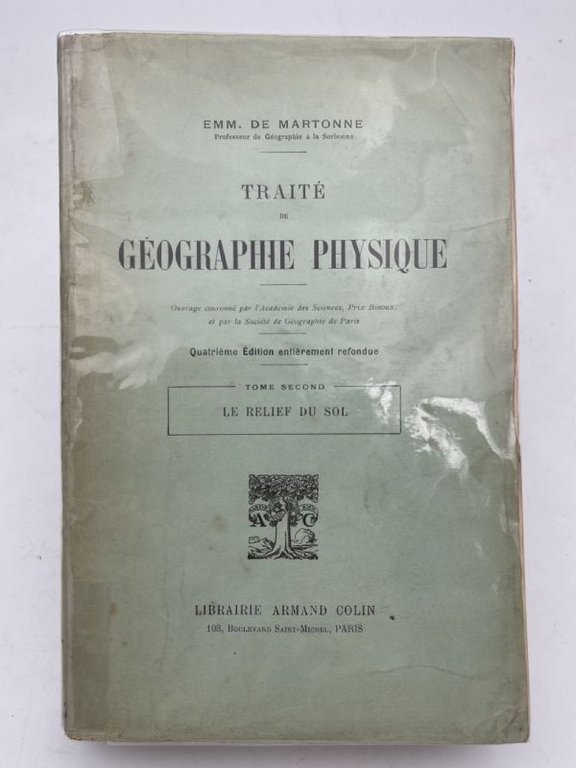 EMM. DE MARTONNE
Professeur de Géographie à la Sorbonne
TRAITÉ
DE
GÉOGRAPHIE PHYSIQUE
Ouvrage couronné par l'Académie des Sciences, Prix Binoux,
et par la Société de Géographie de Paris
Quatrième Édition entièrement refondue
TOME SECOND
LE RELIEF DU SOL
A C
LIBRAIRIE ARMAND COLIN
103, BOULEVARD SAINT-MICHEL, PARIS